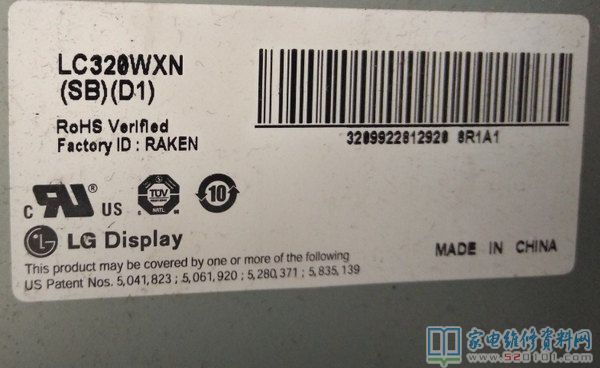 LC320WXN
(SB)(D1)
RoHS Verified
Factory ID : RAKEN
3209922812920 8R1A1
c RU ® US
TÜV
NATL
10
LG Display
MADE IN CHINA
This product may be covered by one or more of the following
US Patent Nos. 5,041,823 ; 5,061,920 ; 5,280,371 ; 5,835,139
家电维修资料网
www.520101.com